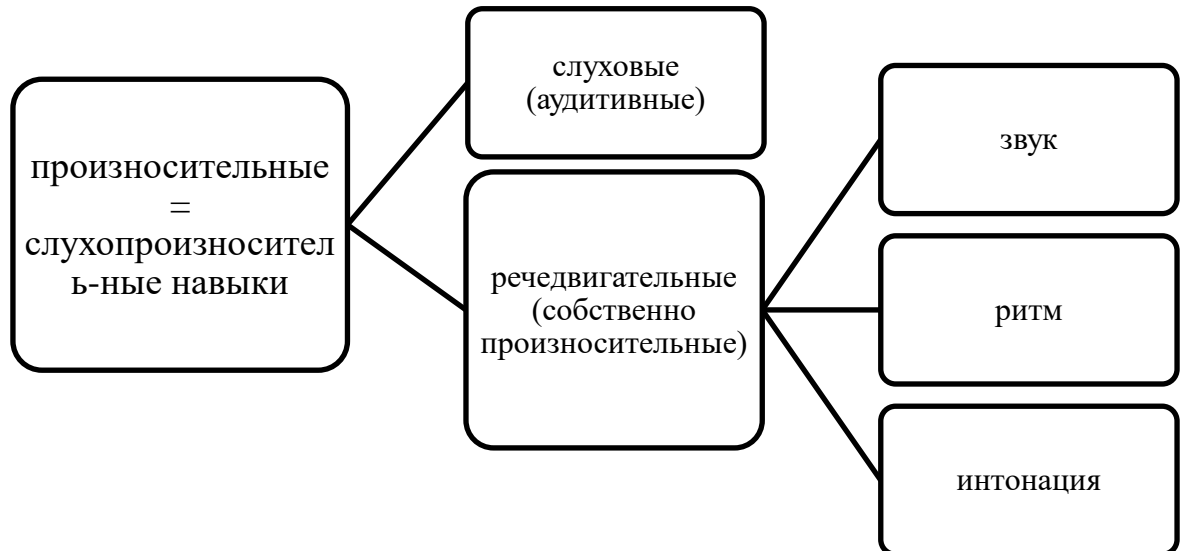 произносительные
=
слухопроизносител
ь-ные навыки
слуховые
(аудитивные)
речедвигательные
(собственно
произносительные)
звук
ритм
интонация